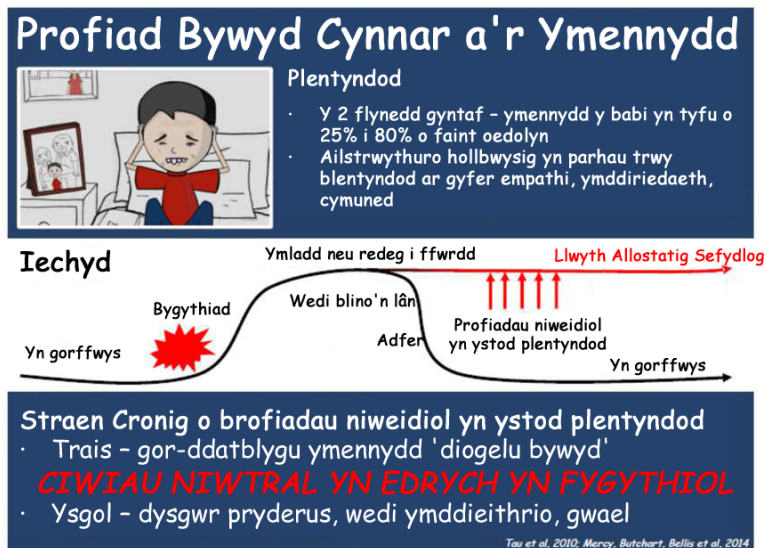 Profiad Bywyd Cynnar a'r Ymennydd
Plentyndod
· Y 2 flynedd gyntaf – ymennydd y babi yn tyfu o
25% i 80% o faint oedolyn
· Ailstrwythuro hollbwysig yn parhau trwy
blentyndod ar gyfer empathi, ymddiriedaeth,
cymuned
Iechyd
Ymladd neu redeg i ffwrdd
Llwyth Allostatig Sefydlog
Bygythiad
Wedi blino'n lân
Adfer
Profiadau niweidiol
yn ystod plentyndod
Yn gorffwys
Yn gorffwys
Straen Cronig o brofiadau niweidiol yn ystod plentyndod
· Trais – gor-ddatblygu ymennydd 'diogelu bywyd'
CIWIAU NIWTRAL YN EDRYCH YN FYGYTHIOL
· Ysgol – dysgwr pryderus, wedi ymddieithrio, gwael
Tau et al, 2010; Mercy, Butchart, Bellis et al, 2014